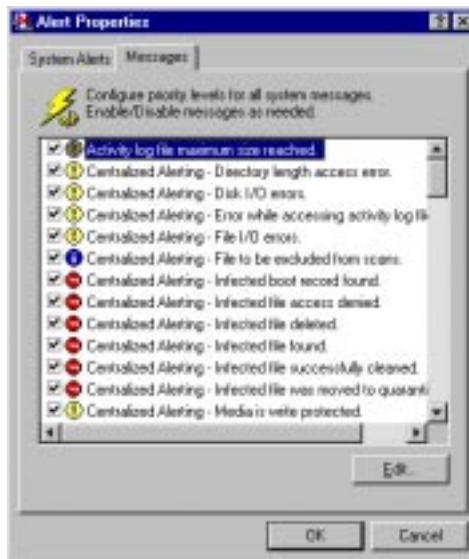 Alert Properties
System Alerts
Messages
Configure priority levels for all system messages.
Enable/Disable messages as needed.
Activity log file maximum size reached.
Centralized Alerting - Directory length access error.
Centralized Alerting - Disk I/O errors.
Centralized Alerting - Error while accessing activity log fil
Centralized Alerting - File I/O errors.
Centralized Alerting - File to be excluded from scans.
Centralized Alerting - Infected boot record found.
Centralized Alerting - Infected file access denied.
Centralized Alerting - Infected file deleted.
Centralized Alerting - Infected file found.
Centralized Alerting - Infected file successfully cleaned.
Centralized Alerting - Infected file was moved to quaranti
Centralized Alerting - Media is write protected.
Edit...
OK
Cancel